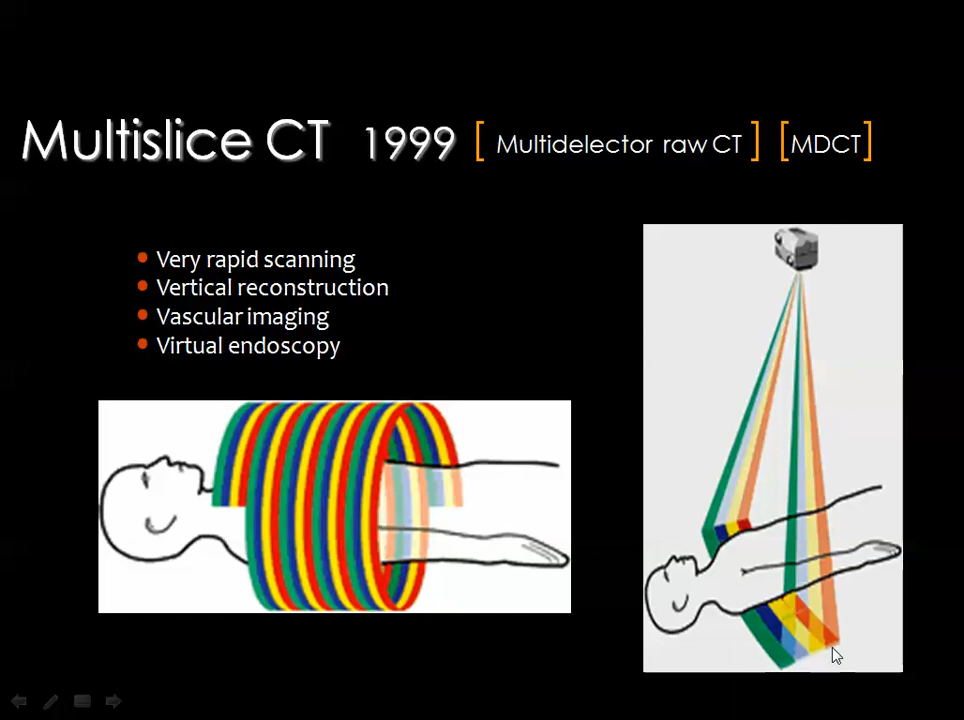 Multislice CT 1999 [ Multidelector raw CT ] [MDCT]
• Very rapid scanning
• Vertical reconstruction
• Vascular imaging
• Virtual endoscopy